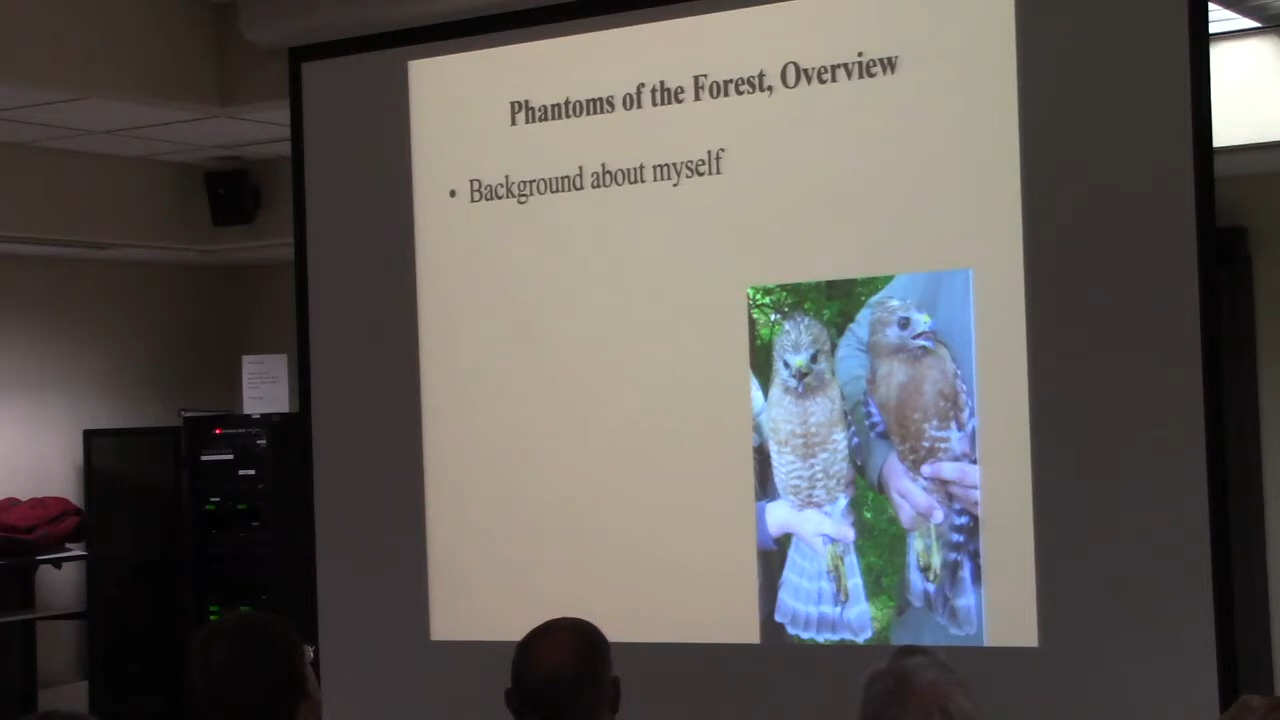 Phantoms of the Forest, Overview
• Background about myself